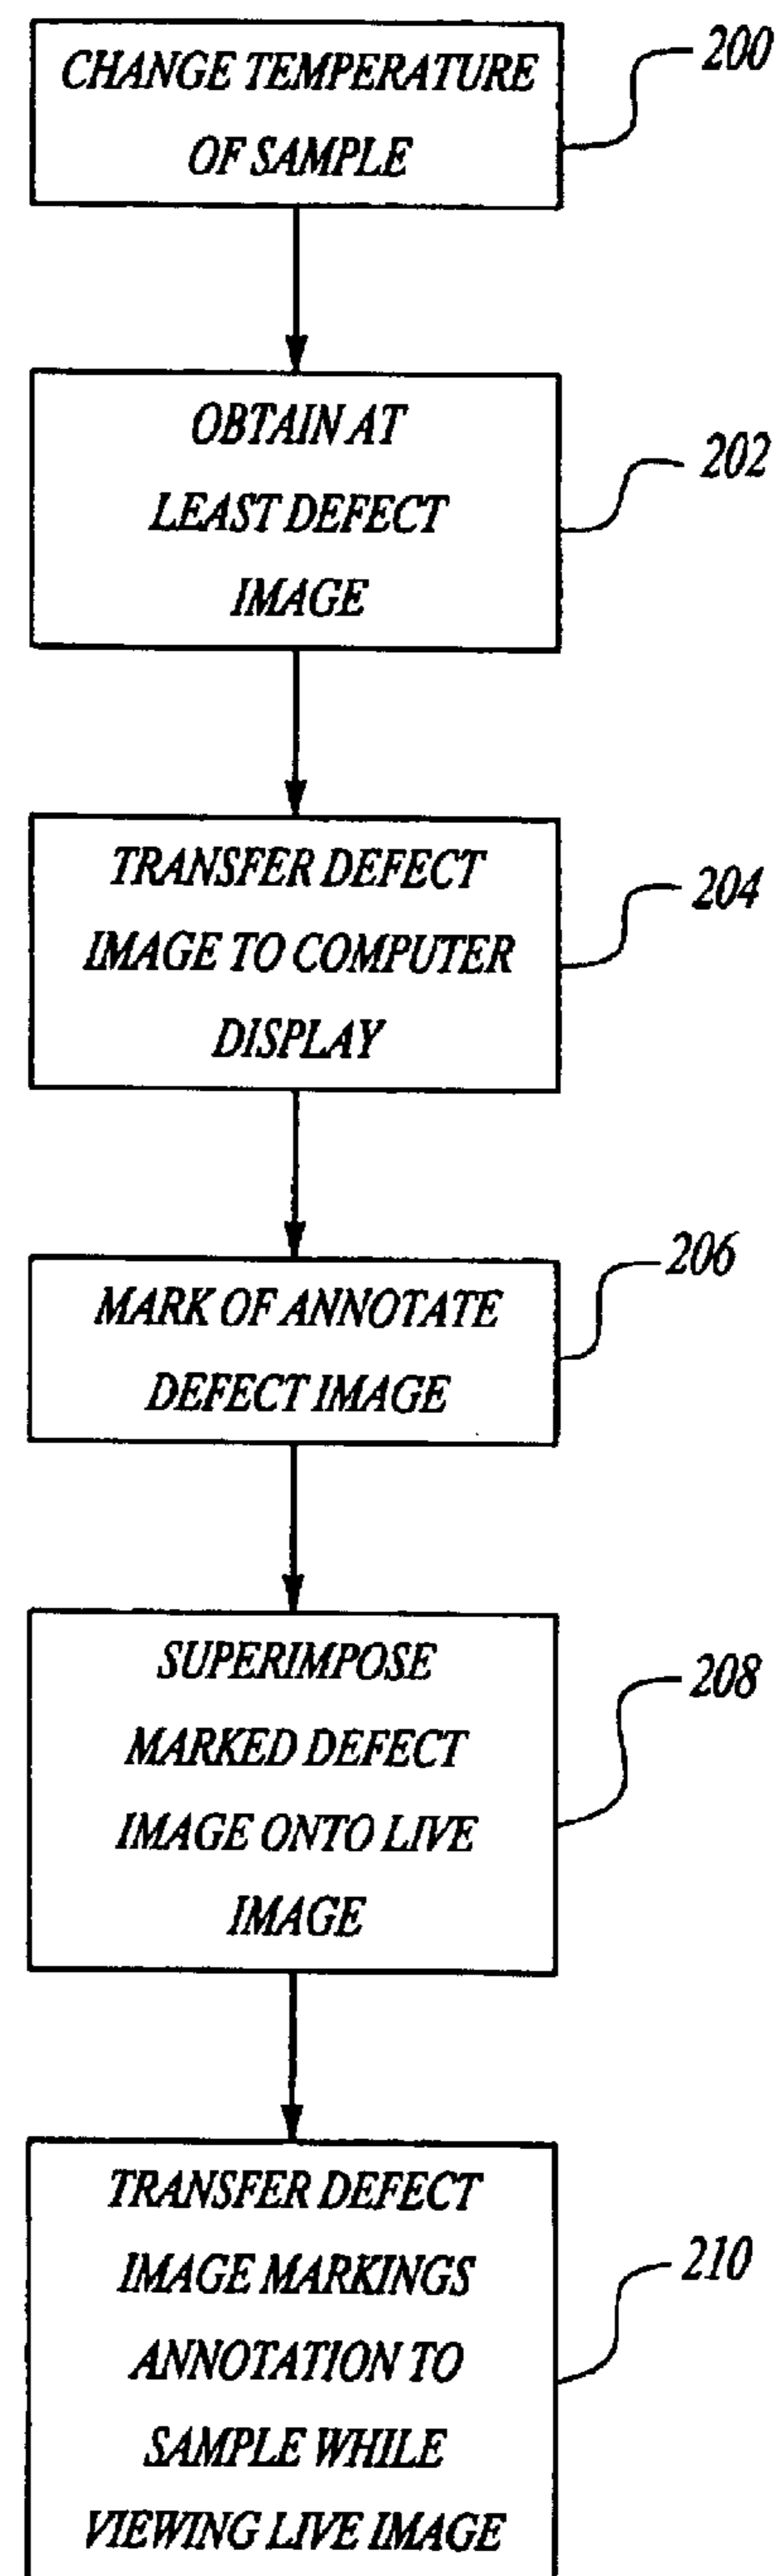 CHANGE TEMPERATURE
OF SAMPLE
200
OBTAIN AT
LEAST DEFECT
IMAGE
202
TRANSFER DEFECT
IMAGE TO COMPUTER
DISPLAY
204
MARK OF ANNOTATE
DEFECT IMAGE
206
SUPERIMPOSE
MARKED DEFECT
IMAGE ONTO LIVE
IMAGE
208
TRANSFER DEFECT
IMAGE MARKINGS
ANNOTATION TO
SAMPLE WHILE
VIEWING LIVE IMAGE
210